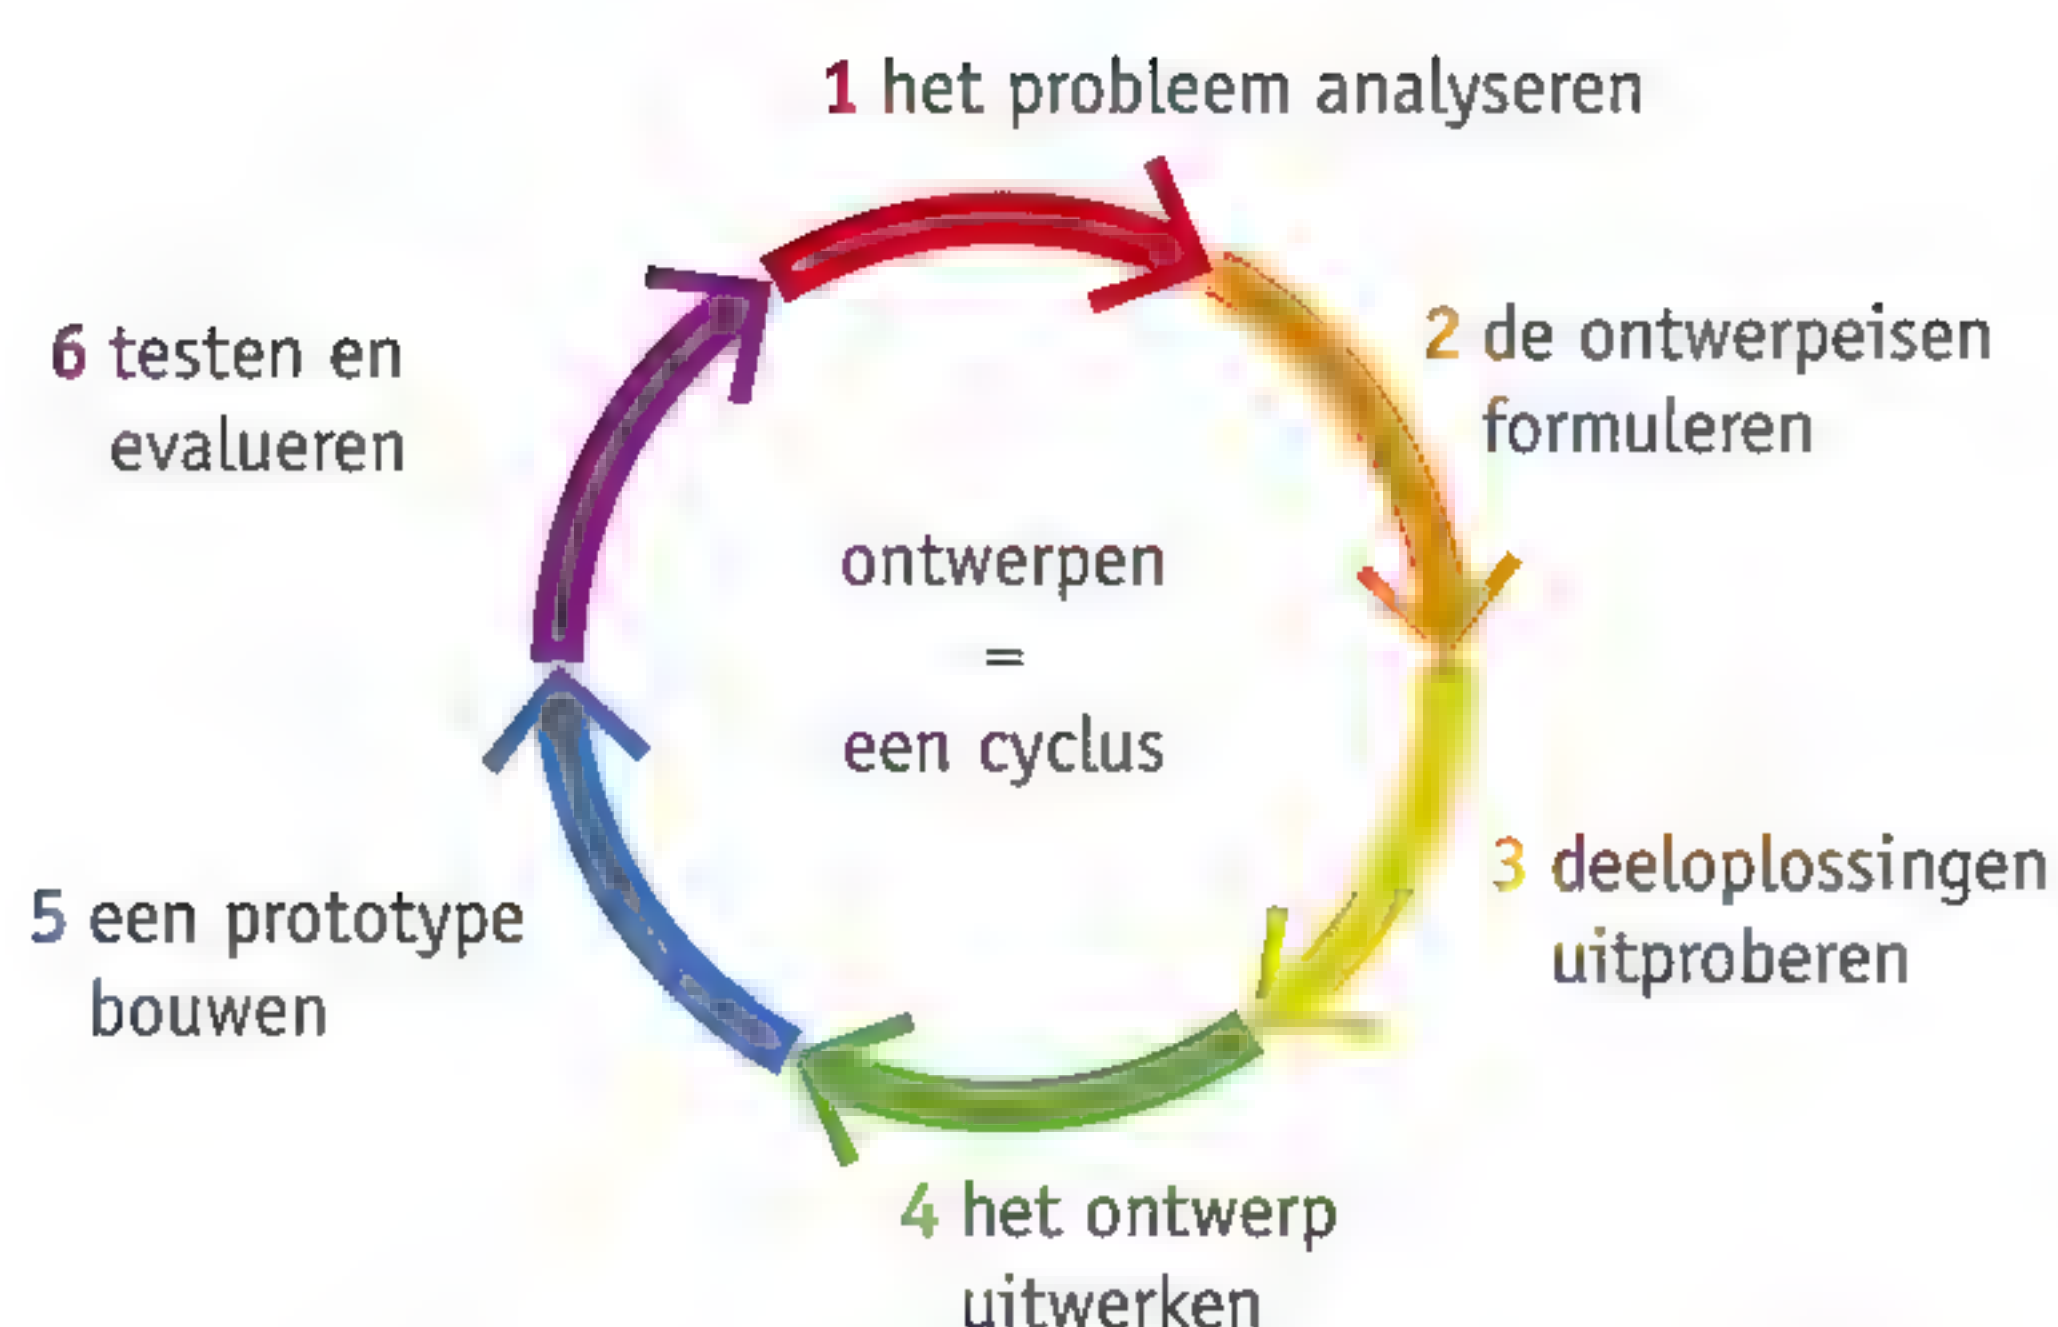 1 het probleem analyseren
2 de ontwerpeisen
formuleren
3 deeloplossingen
uitproberen
4 het ontwerp
uitwerken
5 een prototype
bouwen
6 testen en
evalueren
ontwerpen
=
een cyclus